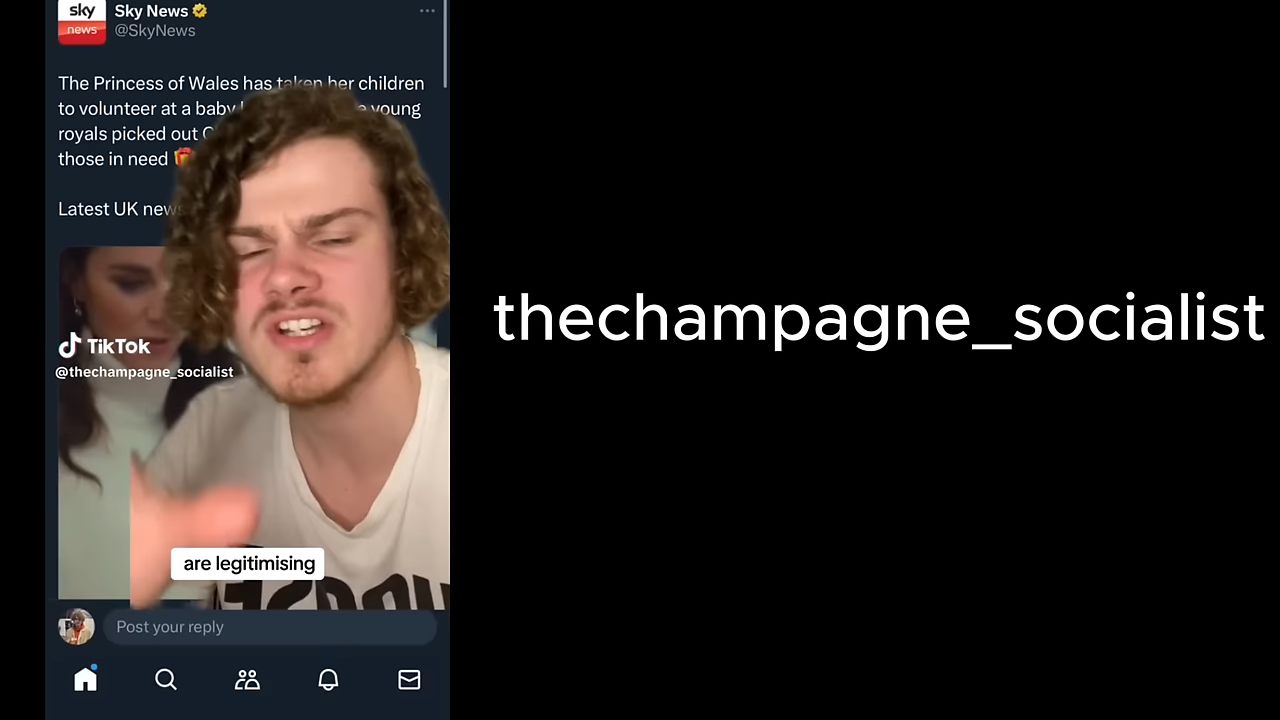 sky
news
Sky News
@SkyNews
The Princess of Wales has taken her children
to volunteer at a baby
young
royals picked out
those in need
Latest UK news
TikTok
@thechampagne_socialist
are legitimising
Post your reply
thechampagne_socialist